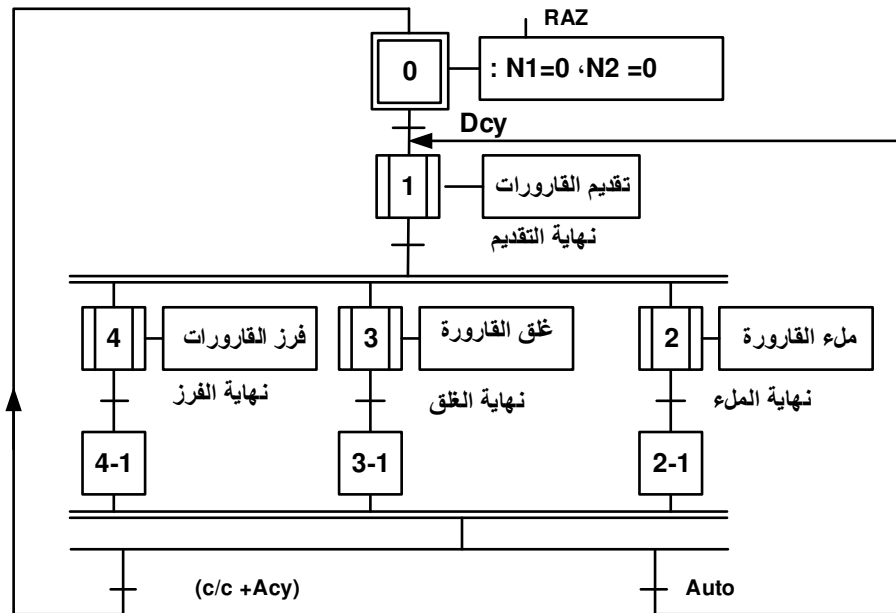 RAZ
0
: N1=0 ،N2 =0
Dcy
1
تقديم القارورات
نهاية التقديم
4
فرز القارورات
3
غلق القارورة
2
ملء القارورة
نهاية الفرز
نهاية الغلق
نهاية الملء
4-1
3-1
2-1
(c/c +Acy)
Auto